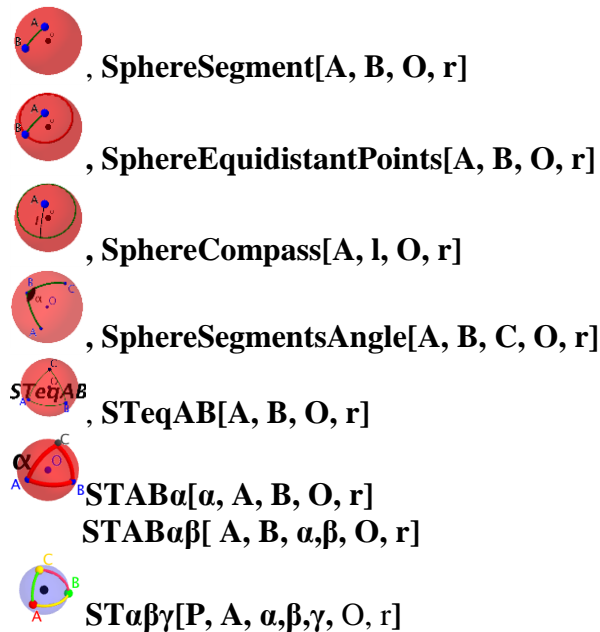 A B O
, SphereSegment[A, B, O, r]
A B O
, SphereEquidistantPoints[A, B, O, r]
A l O
, SphereCompass[A, l, O, r]
B C α O A
, SphereSegmentsAngle[A, B, C, O, r]
C
STeqAB
A B
, STeqAB[A, B, O, r]
α C O A B
STABα[α, A, B, O, r]
STABαβ[ A, B, α,β, O, r]
C B A
STαβγ[P, A, α,β,γ, O, r]